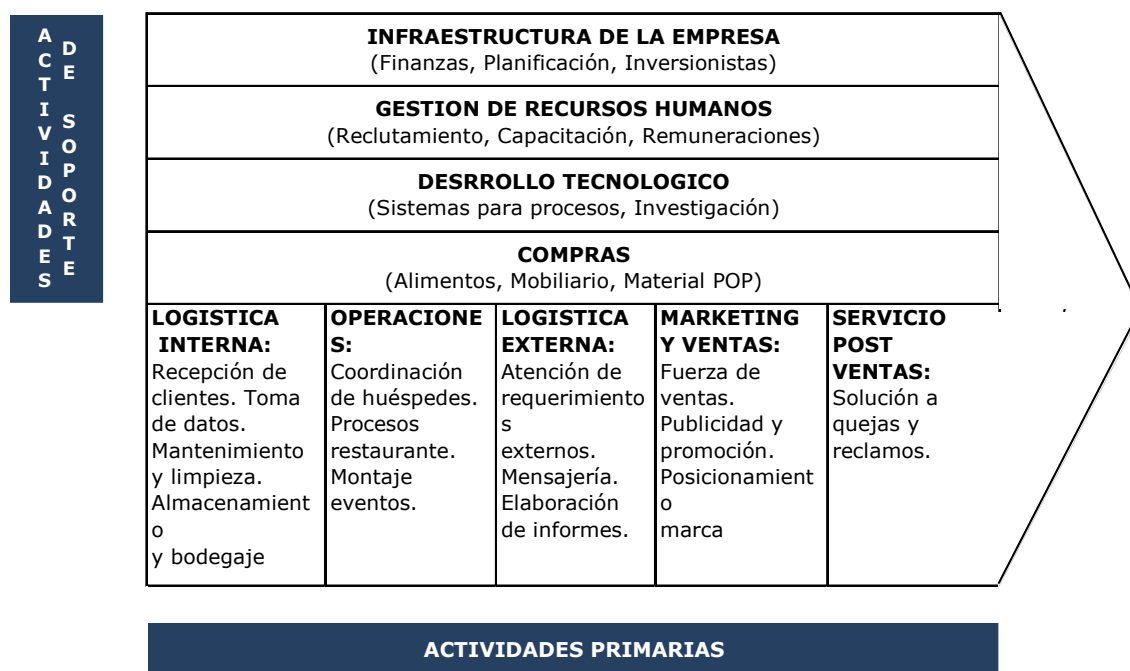 ACTIVIDADES
DE SOPORTE
INFRAESTRUCTURA DE LA EMPRESA
(Finanzas, Planificación, Inversionistas)
GESTION DE RECURSOS HUMANOS
(Reclutamiento, Capacitación, Remuneraciones)
DESRROLLO TECNOLOGICO
(Sistemas para procesos, Investigación)
COMPRAS
(Alimentos, Mobiliario, Material POP)
LOGISTICA
INTERNA:
Recepción de
clientes. Toma
de datos.
Mantenimiento
y limpieza.
Almacenamient
o
y bodegaje
OPERACIONE
S:
Coordinación
de huéspedes.
Procesos
restaurante.
Montaje
eventos.
LOGISTICA
EXTERNA:
Atención de
requerimiento
s
externos.
Mensajería.
Elaboración
de informes.
MARKETING
Y VENTAS:
Fuerza de
ventas.
Publicidad y
promoción.
Posicionamient
o
marca
SERVICIO
POST
VENTAS:
Solución a
quejas y
reclamos.
ACTIVIDADES PRIMARIAS